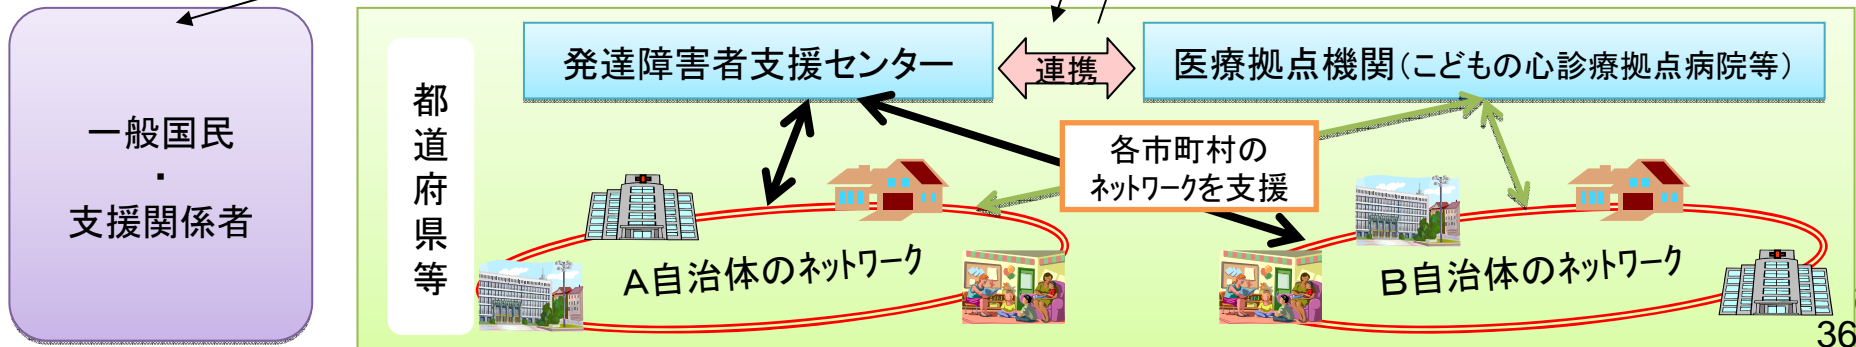 一般国民
・
支援関係者
都道府県等
発達障害者支援センター
連携
医療拠点機関(こどもの心診療拠点病院等)
各市町村の
ネットワークを支援
A自治体のネットワーク
B自治体のネットワーク
36